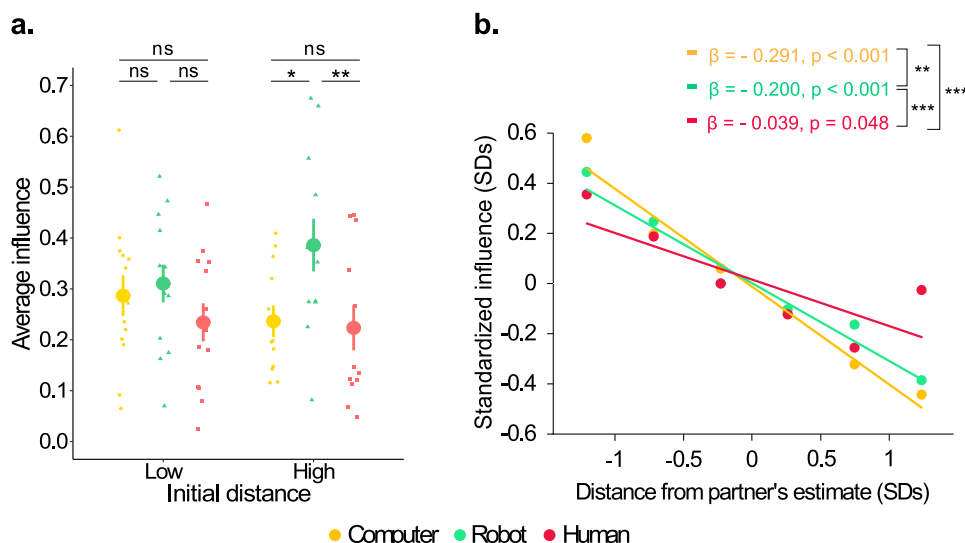 a.
ns
ns
ns
ns
*
**
0.7
0.6
0.5
0.4
0.3
0.2
0.1
0.0
Average influence
Low
High
Initial distance
b.
β = - 0.291, p < 0.001
β = - 0.200, p < 0.001
β = - 0.039, p = 0.048
**
***
***
0.6
0.4
0.2
0
-0.2
-0.4
-0.6
Standardized influence (SDs)
-1
-0.5
0
0.5
1
Distance from partner's estimate (SDs)
Computer Robot Human